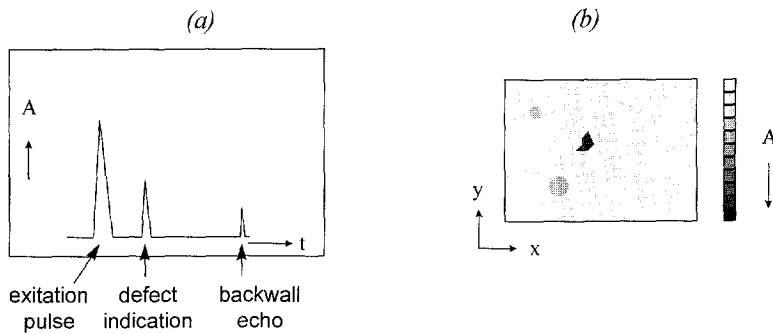 (a)
A
t
exitation
pulse
defect
indication
backwall
echo
(b)
A
y
x